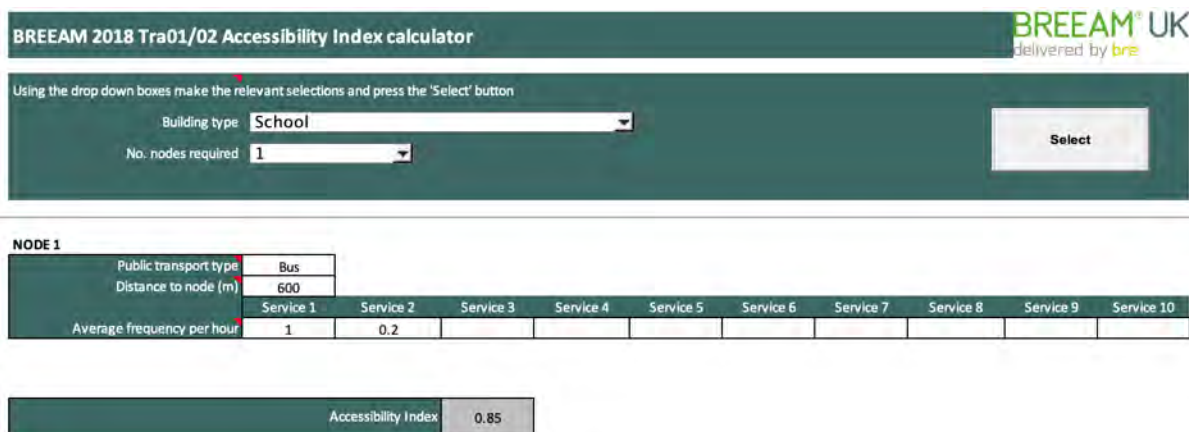 BREEAM 2018 Tra01/02 Accessibility Index calculator
BREEAM® UK
delivered by bre
Using the drop down boxes make the relevant selections and press the 'Select' button
Building type School
Select
No. nodes required 1
NODE 1
Public transport type Bus
Distance to node (m) 600
Service 1 Service 2 Service 3 Service 4 Service 5 Service 6 Service 7 Service 8 Service 9 Service 10
Average frequency per hour 1 0.2
Accessibility Index 0.85